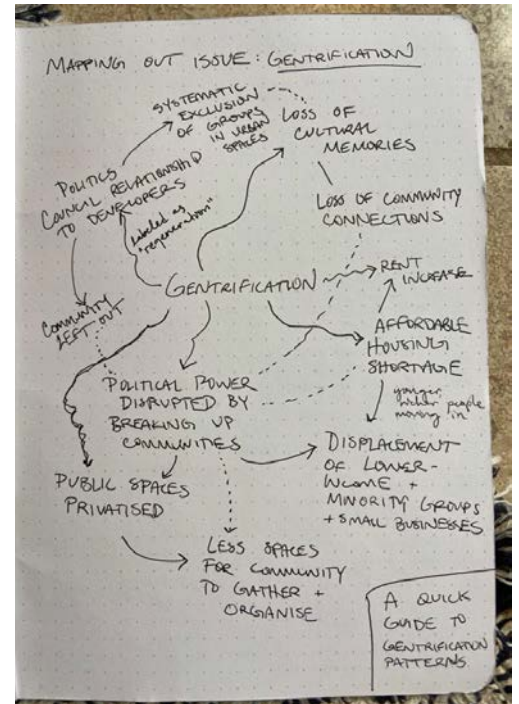 MAPPING OUT ISSUE: GENTRIFICATION
SYSTEMATIC
EXCLUSION
OF GROUPS
IN URBAN
SPACES
LOSS OF
CULTURAL
MEMORIES
POLITICS
COUNCIL RELATIONSHIP
TO DEVELOPERS
Labeled as
"regeneration"
LOSS OF COMMUNITY
CONNECTIONS
GENTRIFICATION
RENT
INCREASE
COMMUNITY
LEFT OUT
AFFORDABLE
HOUSING
SHORTAGE
younger
richer people
moving in
POLITICAL POWER
DISRUPTED BY
BREAKING UP
COMMUNITIES
DISPLACEMENT
OF LOWER-
INCOME +
MINORITY GROUPS
+ SMALL BUSINESSES
PUBLIC SPACES
PRIVATISED
LESS SPACES
FOR COMMUNITY
TO GATHER +
ORGANISE
A QUICK
GUIDE TO
GENTRIFICATION
PATTERNS